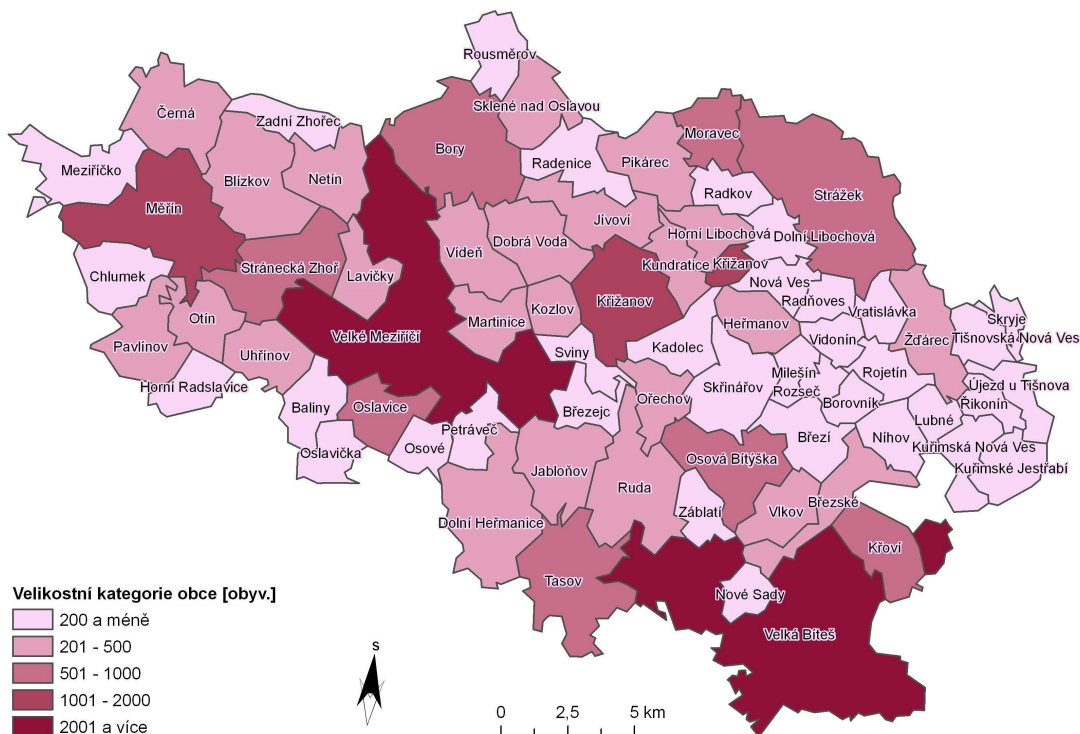 Rousměrov
Sklené nad Oslavou
Černá
Zadní Zhořec
Moravec
Bory
Radenice
Pikárec
Meziříčko
Blízkov
Netín
Radkov
Strážek
Měřín
Jívoví
Horní Libochová
Dolní Libochová
Dobrá Voda
Vídeň
Stránecká Zhoř
Lavičky
Kundratice
Křižanov
Chlumek
Nová Ves
Křižanov
Radňoves
Kozlov
Vratislávka
Skryje
Otín
Martinice
Heřmanov
Velké Meziříčí
Vidonín
Žďárec
Tišnovská Nová Ves
Pavlínov
Uhřínov
Sviny
Kadolec
Milešín
Rojetín
Horní Radslavice
Skřinářov
Rozseč
Újezd u Tišnova
Ořechov
Borovník
Řikonín
Baliny
Oslavice
Březejc
Lubné
Petráveč
Březí
Níhov
Osové
Kuřimská Nová Ves
Oslavička
Osová Bítýška
Jabloňov
Kuřimské Jestřabí
Ruda
Březské
Záblatí
Vlkov
Dolní Heřmanice
Křoví
Tasov
Nové Sady
Velká Bíteš
Velikostní kategorie obce [obyv.]
200 a méně
201 - 500
501 - 1000
1001 - 2000
2001 a více
S
0 2,5 5 km